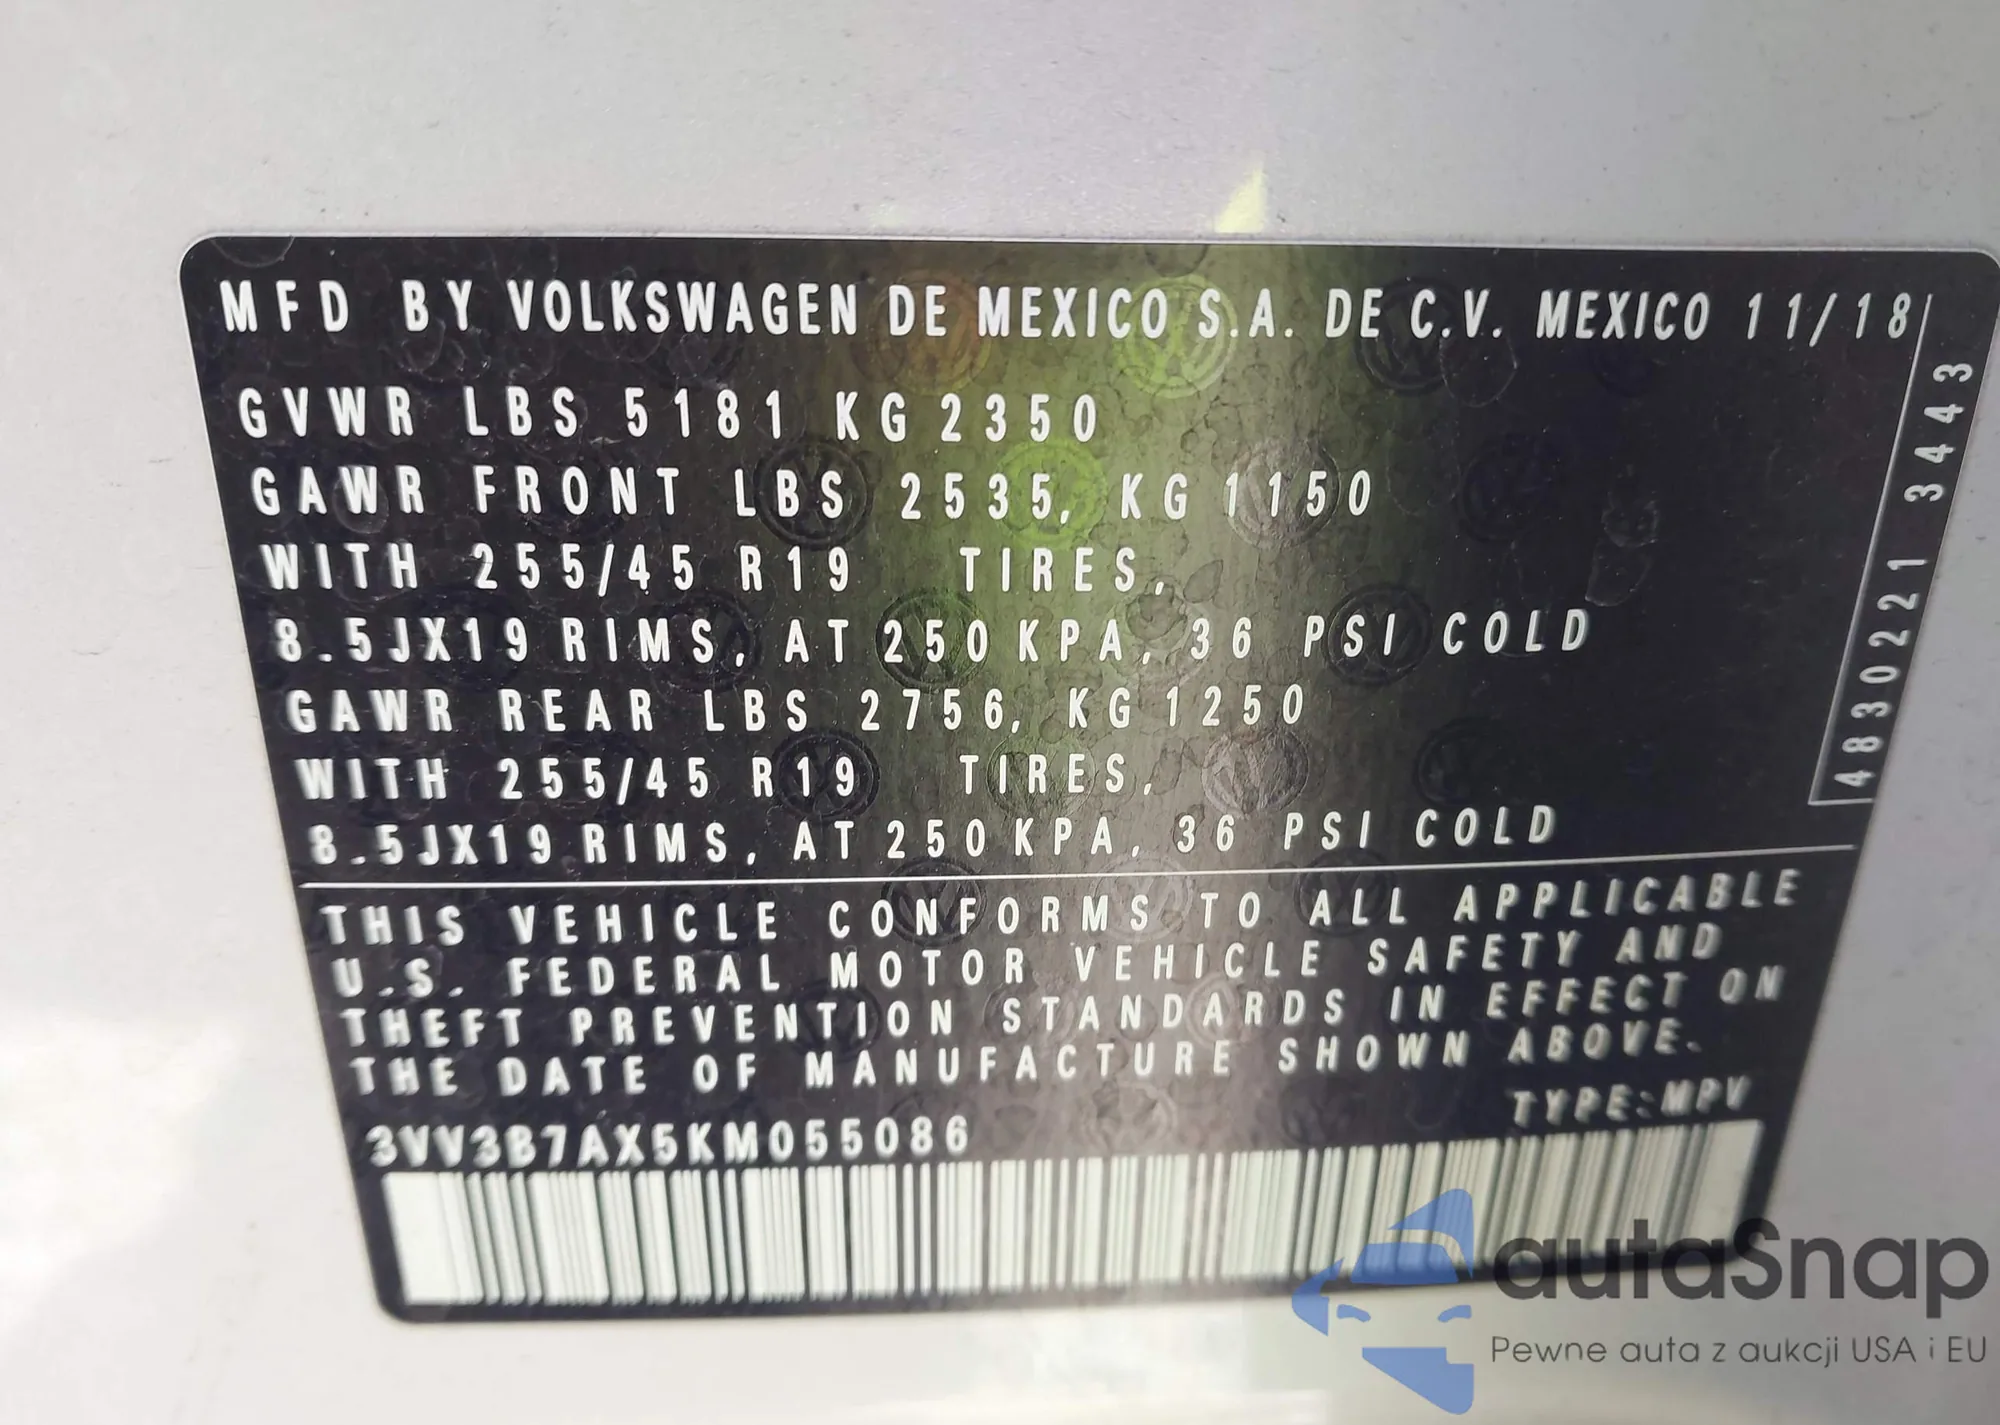 MFD BY VOLKSWAGEN DE MEXICO S.A. DE C.V. MEXICO 11/18
GVWR LBS 5181 KG 2350
GAWR FRONT LBS 2535, KG 1150
WITH 255/45 R19 TIRES,
8.5JX19 RIMS, AT 250 KPA, 36 PSI COLD
GAWR REAR LBS 2756, KG 1250
WITH 255/45 R19 TIRES,
8.5JX19 RIMS, AT 250 KPA, 36 PSI COLD
4830221 3443
THIS VEHICLE CONFORMS TO ALL APPLICABLE
U.S. FEDERAL MOTOR VEHICLE SAFETY AND
THEFT PREVENTION STANDARDS IN EFFECT ON
THE DATE OF MANUFACTURE SHOWN ABOVE.
TYPE:MPV
3VV3B7AX5KM055086
autaSnap
Pewne auta z aukcji USA i EU